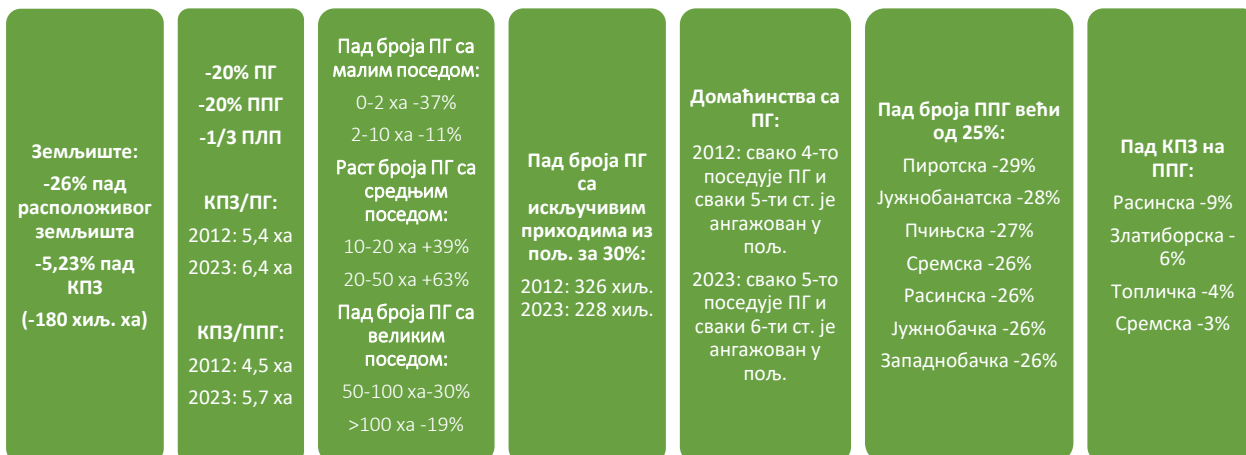 Земљиште:
-26% пад
расположивог
земљишта
-5,23% пад
КПЗ
(-180 хиљ. ха)
-20% ПГ
-20% ППГ
-1/3 ПЛП
КПЗ/ПГ:
2012: 5,4 ха
2023: 6,4 ха
КПЗ/ППГ:
2012: 4,5 ха
2023: 5,7 ха
Пад броја ПГ са
малим поседом:
0-2 ха -37%
2-10 ха -11%
Раст броја ПГ са
средњим
поседом:
10-20 ха +39%
20-50 ха +63%
Пад броја ПГ са
великим
поседом:
50-100 ха-30%
>100 ха -19%
Пад броја ПГ
са
искључивим
приходима из
пољ. за 30%:
2012: 326 хиљ.
2023: 228 хиљ.
Домаћинства са
ПГ:
2012: свако 4-то
поседује ПГ и
сваки 5-ти ст. је
ангажован у
пољ.
2023: свако 5-то
поседује ПГ и
сваки 6-ти ст. је
ангажован у
пољ.
Пад броја ППГ већи
од 25%:
Пиротска -29%
Јужнобанатска -28%
Пчињска -27%
Сремска -26%
Расинска -26%
Јужнобачка -26%
Западнобачка -26%
Пад КПЗ на
ППГ:
Расинска -9%
Златиборска -
6%
Топличка -4%
Сремска -3%